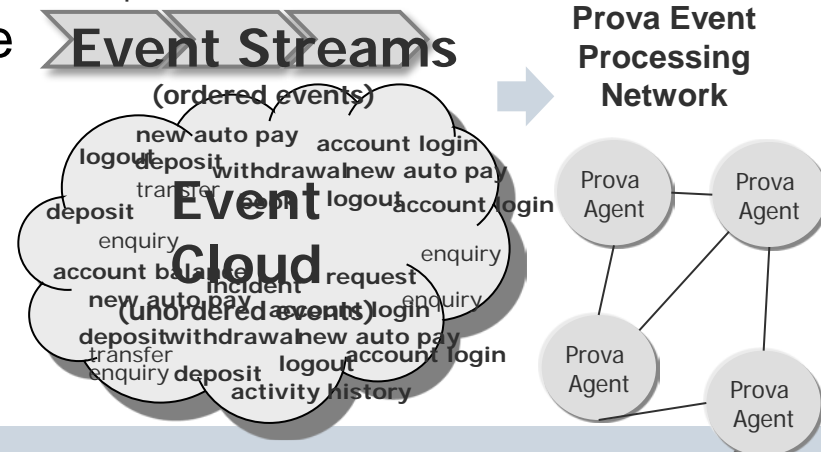 e
Event Streams
(ordered events)
new auto pay
account login
logout
deposit
withdrawal
new auto pay
transfer
logout
account login
deposit
Event
Cloud
enquiry
enquiry
account balance
incident
request
new auto pay
account login
enquiry
(unordered events)
deposit
withdrawal
new auto pay
transfer
logout
account login
enquiry
deposit
activity history
Prova Event
Processing
Network
Prova
Agent
Prova
Agent
Prova
Agent
Prova
Agent